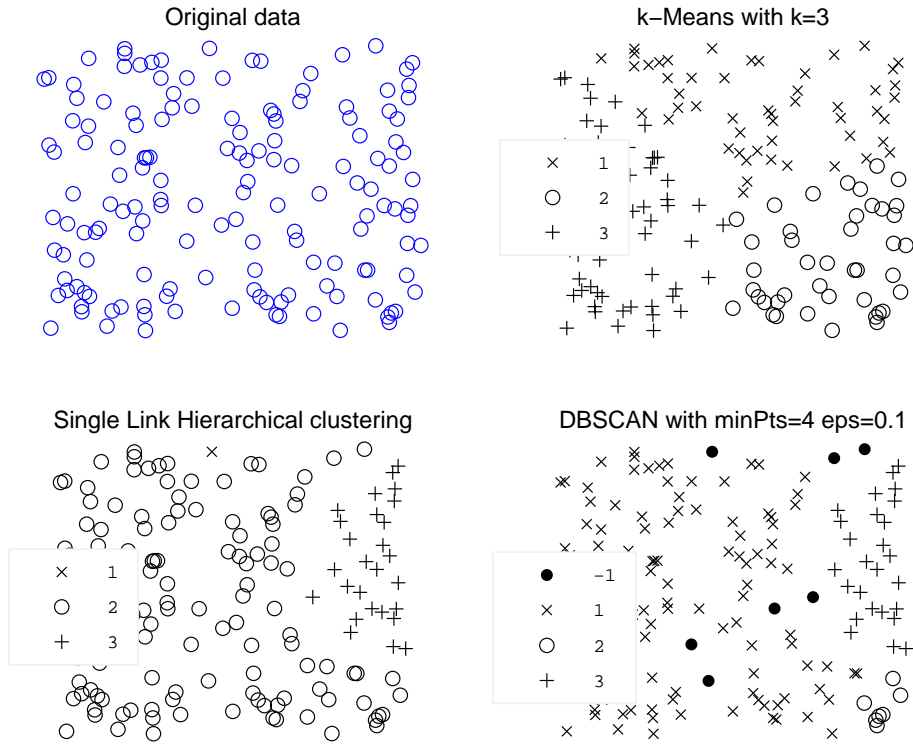 Original data
k−Means with k=3
1
2
3
Single Link Hierarchical clustering
1
2
3
DBSCAN with minPts=4 eps=0.1
−1
1
2
3